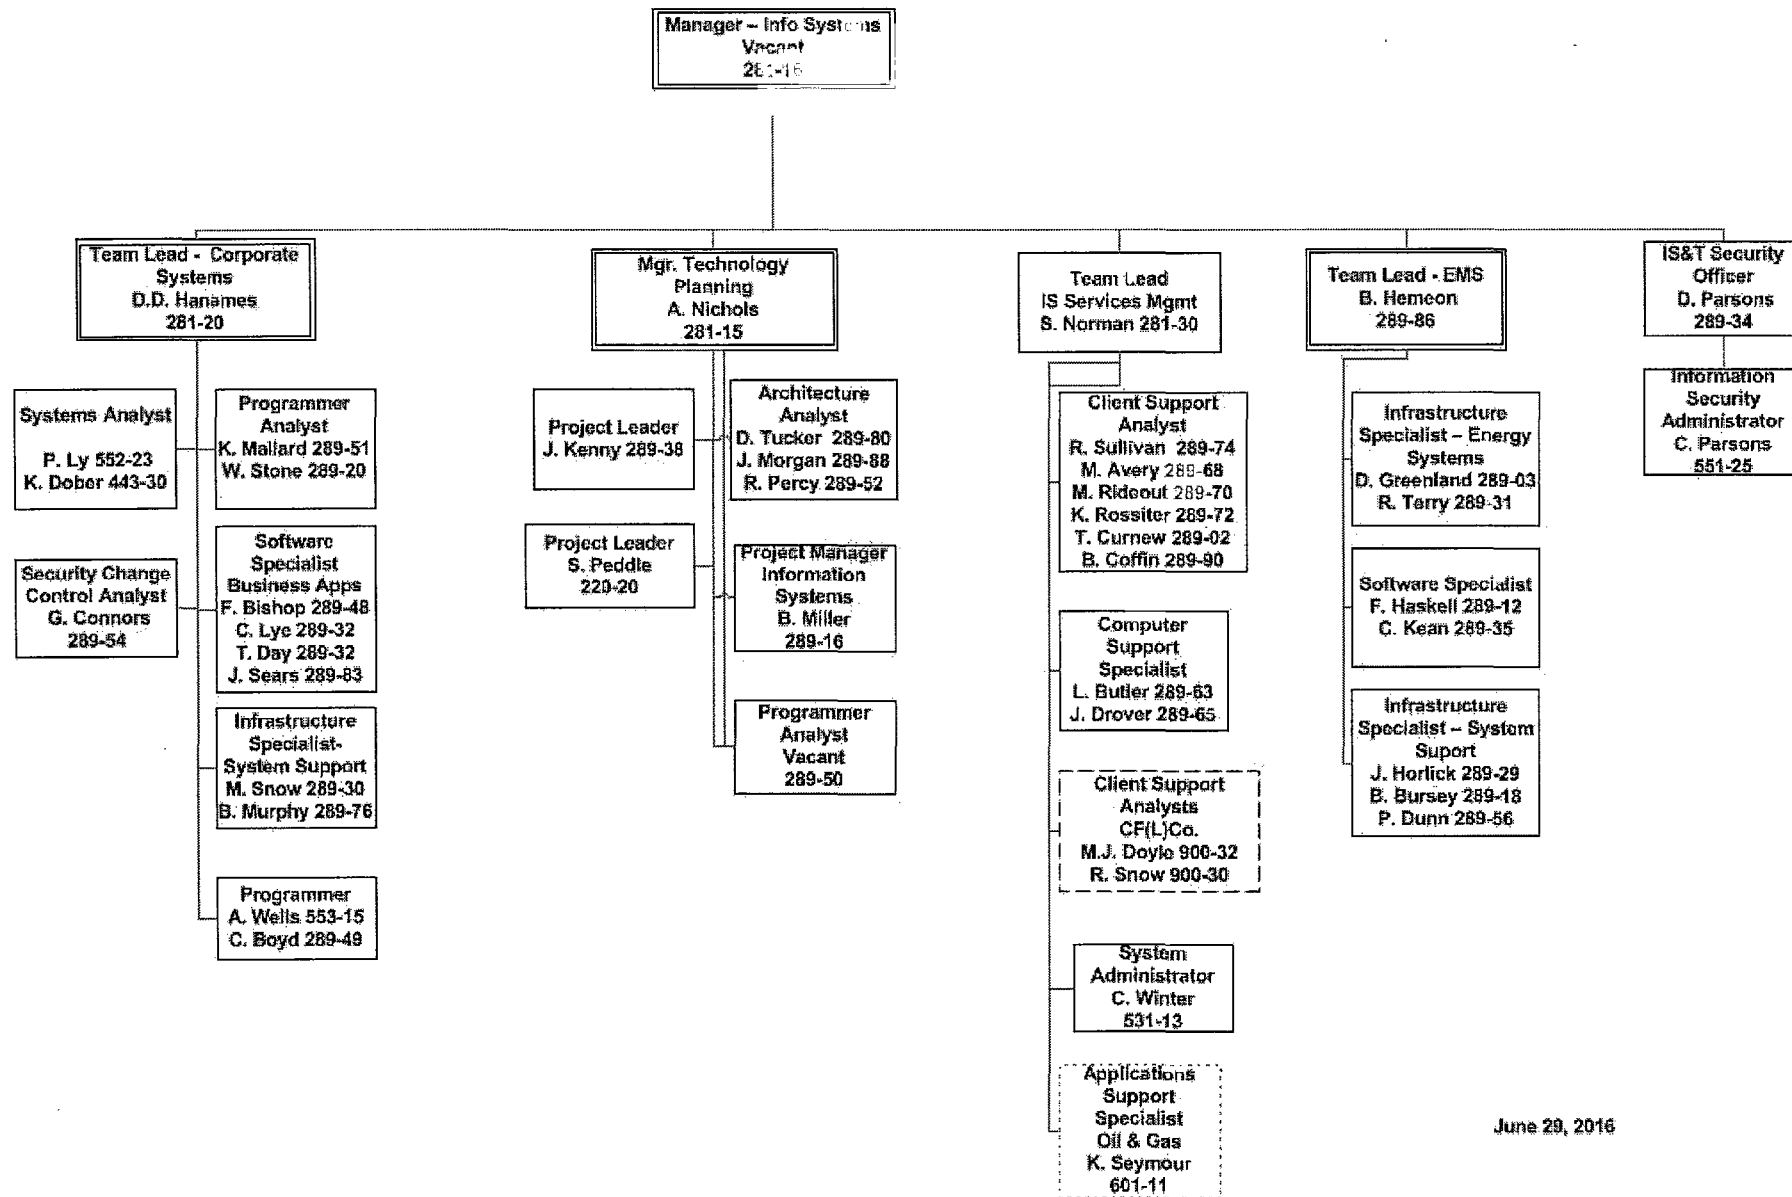 Manager – Info Systems
Vacant
281-16
Team Lead - Corporate
Systems
D.D. Hanames
281-20
Systems Analyst
P. Ly 552-23
K. Dober 443-30
Programmer
Analyst
K. Mallard 289-51
W. Stone 289-20
Security Change
Control Analyst
G. Connors
289-54
Software
Specialist
Business Apps
F. Bishop 289-48
C. Lye 289-32
T. Day 289-32
J. Sears 289-83
Infrastructure
Specialist-
System Support
M. Snow 289-30
B. Murphy 289-76
Programmer
A. Wells 553-15
C. Boyd 289-49
Mgr. Technology
Planning
A. Nichols
281-15
Project Leader
J. Kenny 289-38
Architecture
Analyst
D. Tucker 289-80
J. Morgan 289-88
R. Percy 289-52
Project Leader
S. Peddle
220-20
Project Manager
Information
Systems
B. Miller
289-16
Programmer
Analyst
Vacant
289-50
Team Lead
IS Services Mgmt
S. Norman 281-30
Client Support
Analyst
R. Sullivan 289-74
M. Avery 289-68
M. Rideout 289-70
K. Rossiter 289-72
T. Curnew 289-02
B. Coffin 289-90
Computer
Support
Specialist
L. Butler 289-63
J. Drover 289-65
Client Support
Analysts
CF(L)Co.
M.J. Doyle 900-32
R. Snow 900-30
System
Administrator
C. Winter
531-13
Applications
Support
Specialist
Oil & Gas
K. Seymour
601-11
Team Lead - EMS
B. Hemeon
289-86
Infrastructure
Specialist – Energy
Systems
D. Greenland 289-03
R. Terry 289-31
Software Specialist
F. Haskell 289-12
C. Kean 289-35
Infrastructure
Specialist – System
Suport
J. Horlick 289-29
B. Bursey 289-18
P. Dunn 289-56
IS&T Security
Officer
D. Parsons
289-34
Information
Security
Administrator
C. Parsons
551-25
June 29, 2016